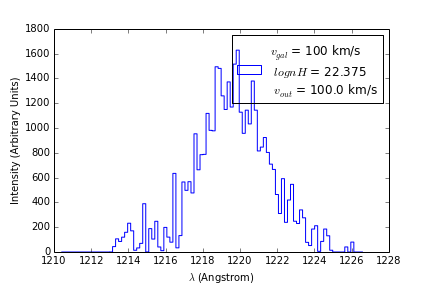 1800
1600
1400
1200
1000
800
600
400
200
0
Intensity (Arbitrary Units)
v_gal = 100 km/s
lognH = 22.375
v_out = 100.0 km/s
1210 1212 1214 1216 1218 1220 1222 1224 1226 1228
λ (Angstrom)